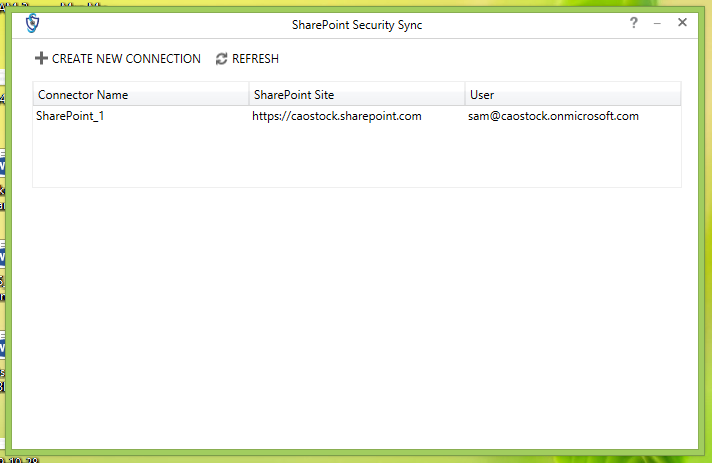 SharePoint Security Sync
?
CREATE NEW CONNECTION REFRESH
Connector Name SharePoint Site User
SharePoint_1 https://caostock.sharepoint.com sam@caostock.onmicrosoft.com